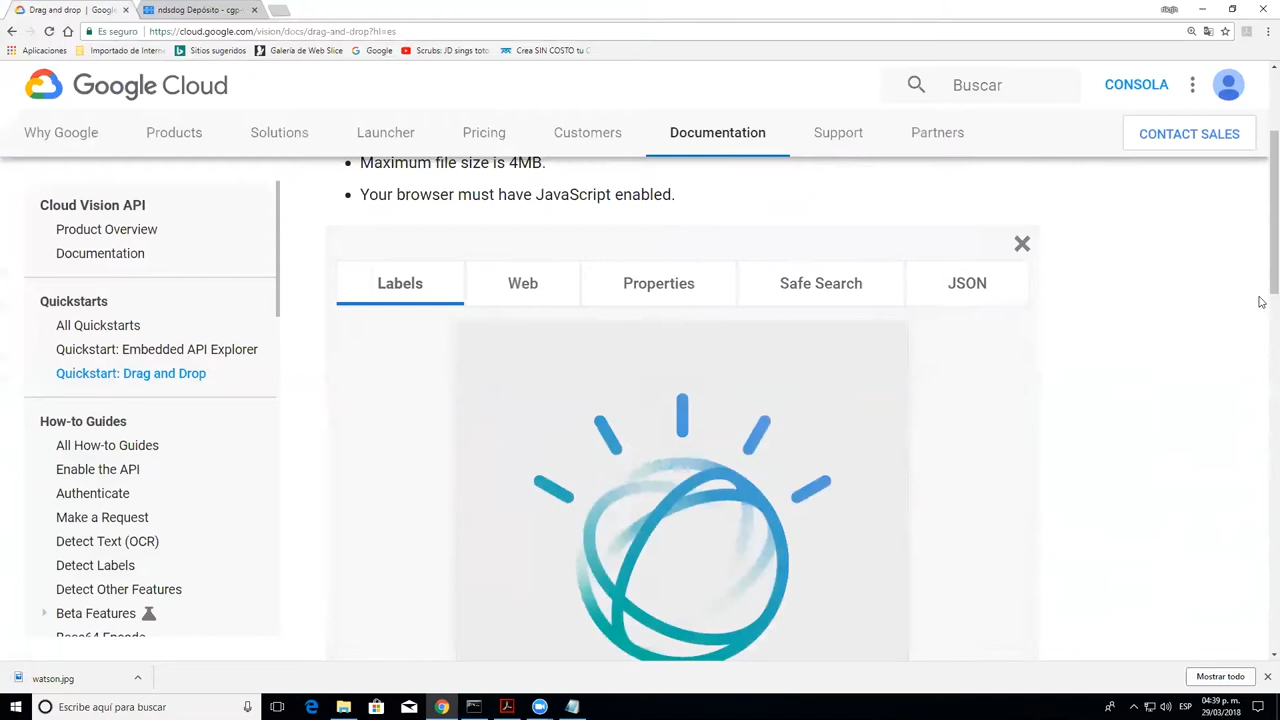 Drag and drop | Google
ndsdog Depósito - cgp-
Es seguro https://cloud.google.com/vision/docs/drag-and-drop?hl=es
Aplicaciones Importado de Intern Sitios sugeridos Galería de Web Slice Google Scrubs: JD sings toto Crea SIN COSTO tu C
Google Cloud Buscar CONSOLA
Why Google Products Solutions Launcher Pricing Customers Documentation Support Partners CONTACT SALES
Maximum file size is 4MB.
Your browser must have JavaScript enabled.
Cloud Vision API
Product Overview
Documentation
Quickstarts
All Quickstarts
Quickstart: Embedded API Explorer
Quickstart: Drag and Drop
How-to Guides
All How-to Guides
Enable the API
Authenticate
Make a Request
Detect Text (OCR)
Detect Labels
Detect Other Features
Beta Features
Base64 Encode
Labels Web Properties Safe Search JSON
watson.jpg Mostrar todo
Escribe aquí para buscar ESP
04:39 p. m.
29/03/2018